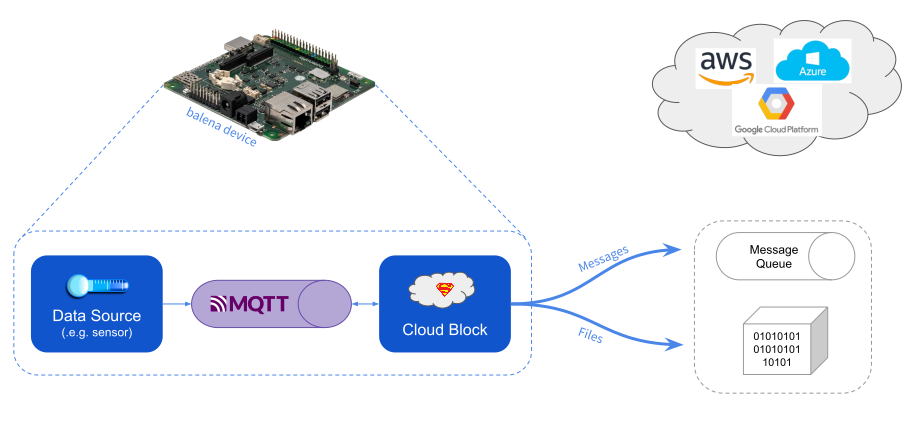 aws
Azure
Google Cloud Platform
balena device
Data Source
(.e.g. sensor)
MQTT
Cloud Block
Messages
Files
Message
Queue
01010101
01010101
10101